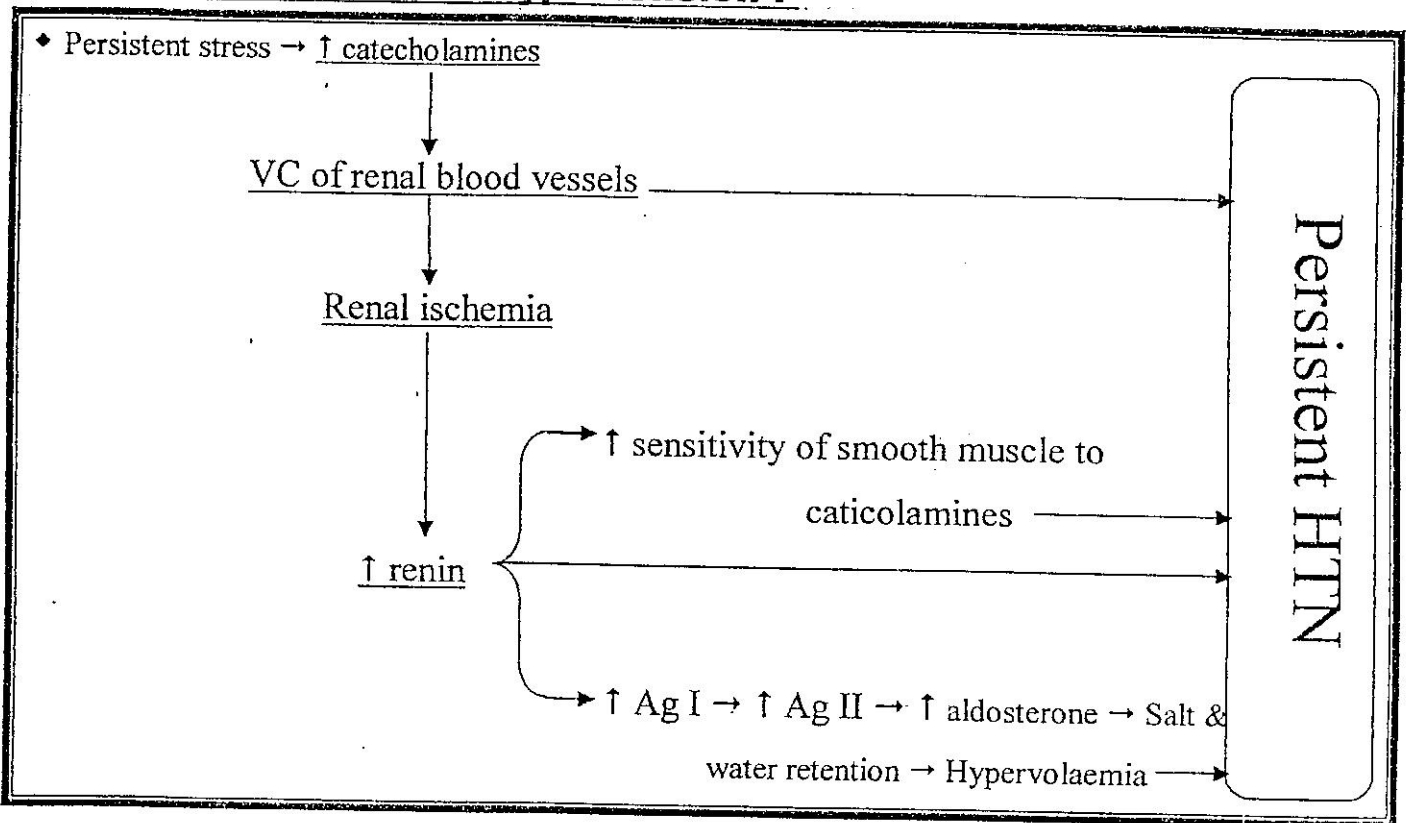 ◆ Persistent stress → ↑ catecholamines
VC of renal blood vessels
Renal ischemia
↑ sensitivity of smooth muscle to
caticolamines
↑ renin
↑ Ag I → ↑ Ag II → ↑ aldosterone → Salt &
water retention → Hypervolaemia
Persistent HTN